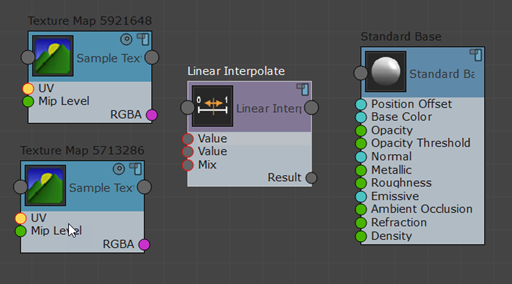 Texture Map 5921648
Sample Tex
UV
Mip Level
RGBA
Texture Map 5713286
Sample Tex
UV
Mip Level
RGBA
Linear Interpolate
0 1
Linear Inter
Value
Value
Mix
Result
Standard Base
Standard Ba
Position Offset
Base Color
Opacity
Opacity Threshold
Normal
Metallic
Roughness
Emissive
Ambient Occlusion
Refraction
Density